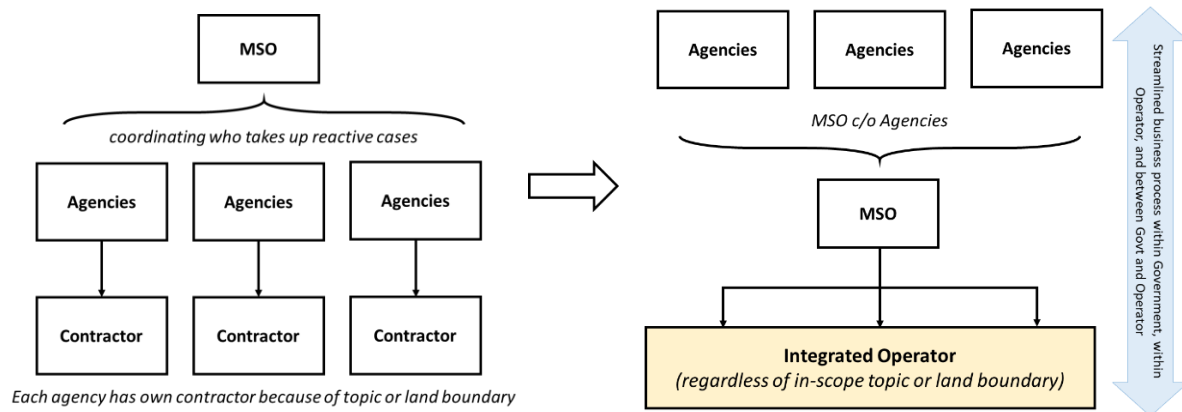 MSO
coordinating who takes up reactive cases
Agencies
Agencies
Agencies
Contractor
Contractor
Contractor
Each agency has own contractor because of topic or land boundary
Agencies
Agencies
Agencies
MSO c/o Agencies
MSO
Integrated Operator
(regardless of in-scope topic or land boundary)
Streamlined business process within Government, within
Operator, and between Govt and Operator